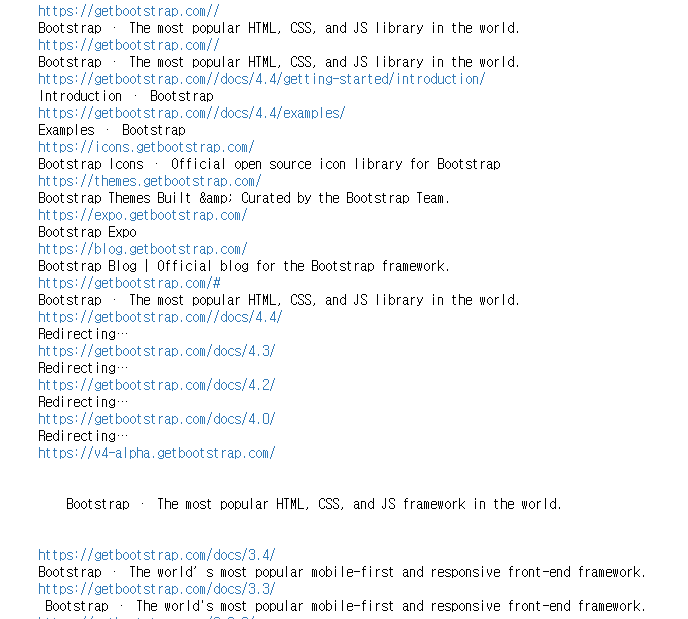 https://getbootstrap.com//
Bootstrap · The most popular HTML, CSS, and JS library in the world.
https://getbootstrap.com//
Bootstrap · The most popular HTML, CSS, and JS library in the world.
https://getbootstrap.com//docs/4.4/getting-started/introduction/
Introduction · Bootstrap
https://getbootstrap.com//docs/4.4/examples/
Examples · Bootstrap
https://icons.getbootstrap.com/
Bootstrap Icons · Official open source icon library for Bootstrap
https://themes.getbootstrap.com/
Bootstrap Themes Built &amp; Curated by the Bootstrap Team.
https://expo.getbootstrap.com/
Bootstrap Expo
https://blog.getbootstrap.com/
Bootstrap Blog | Official blog for the Bootstrap framework.
https://getbootstrap.com/#
Bootstrap · The most popular HTML, CSS, and JS library in the world.
https://getbootstrap.com//docs/4.4/
Redirecting…
https://getbootstrap.com/docs/4.3/
Redirecting…
https://getbootstrap.com/docs/4.2/
Redirecting…
https://getbootstrap.com/docs/4.0/
Redirecting…
https://v4-alpha.getbootstrap.com/
Bootstrap · The most popular HTML, CSS, and JS framework in the world.
https://getbootstrap.com/docs/3.4/
Bootstrap · The world’s most popular mobile-first and responsive front-end framework.
https://getbootstrap.com/docs/3.3/
Bootstrap · The world's most popular mobile-first and responsive front-end framework.